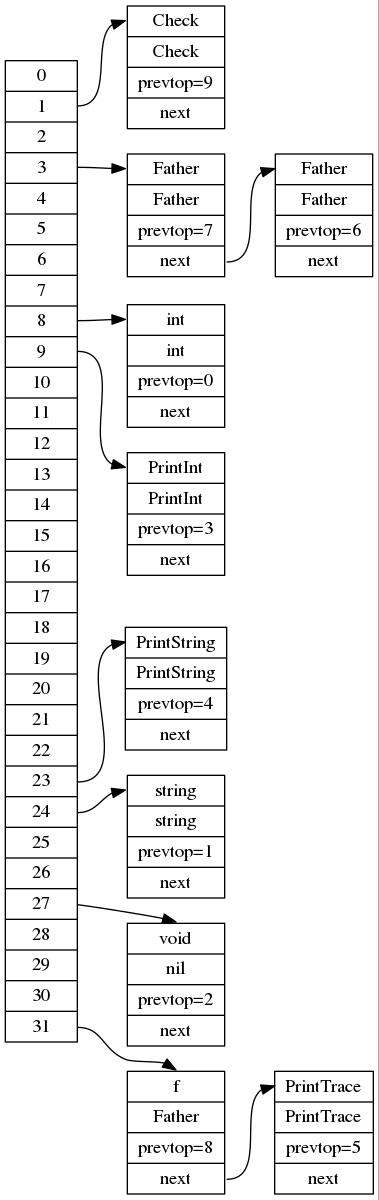 0
1
2
3
4
5
6
7
8
9
10
11
12
13
14
15
16
17
18
19
20
21
22
23
24
25
26
27
28
29
30
31
Check
Check
prevtop=9
next
Father
Father
prevtop=7
next
Father
Father
prevtop=6
next
int
int
prevtop=0
next
PrintInt
PrintInt
prevtop=3
next
PrintString
PrintString
prevtop=4
next
string
string
prevtop=1
next
void
nil
prevtop=2
next
f
Father
prevtop=8
next
PrintTrace
PrintTrace
prevtop=5
next